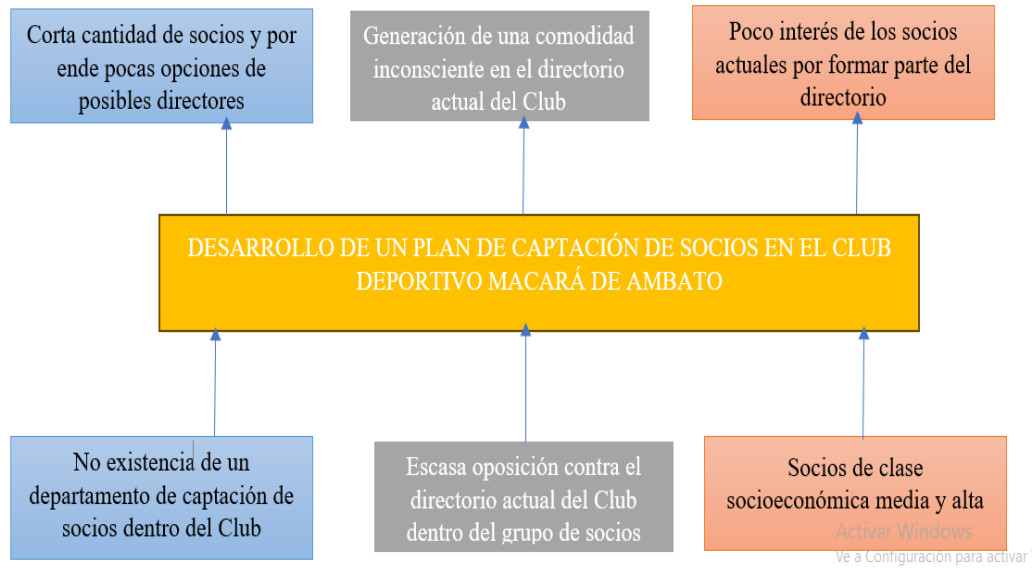 Corta cantidad de socios y por
ende pocas opciones de
posibles directores
Generación de una comodidad
inconsciente en el directorio
actual del Club
Poco interés de los socios
actuales por formar parte del
directorio
DESARROLLO DE UN PLAN DE CAPTACIÓN DE SOCIOS EN EL CLUB
DEPORTIVO MACARÁ DE AMBATO
No existencia de un
departamento de captación de
socios dentro del Club
Escasa oposición contra el
directorio actual del Club
dentro del grupo de socios
Socios de clase
socioeconómica media y alta
Activar Windows
Ve a Configuración para activar